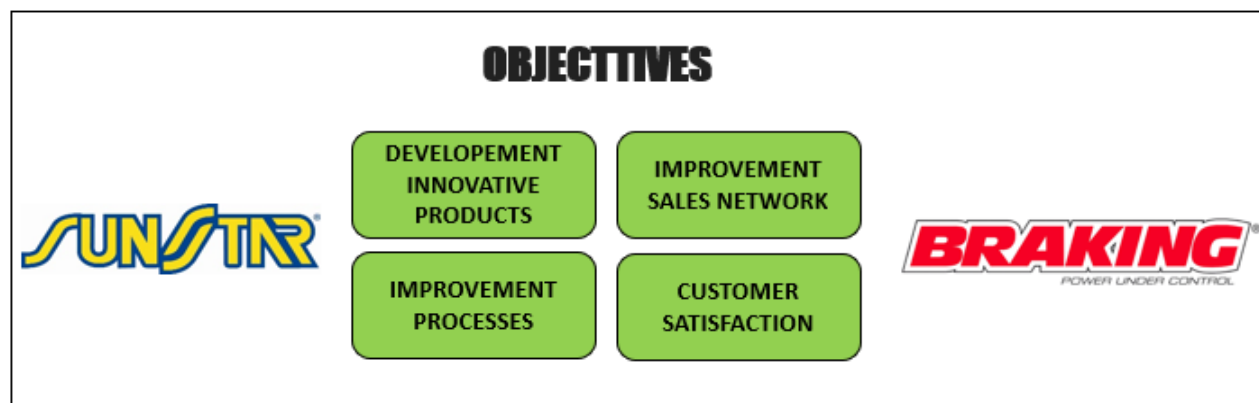 OBJECTTIVES
DEVELOPEMENT
INNOVATIVE
PRODUCTS
IMPROVEMENT
SALES NETWORK
IMPROVEMENT
PROCESSES
CUSTOMER
SATISFACTION
SUNSTAR®
BRAKING®
POWER UNDER CONTROL